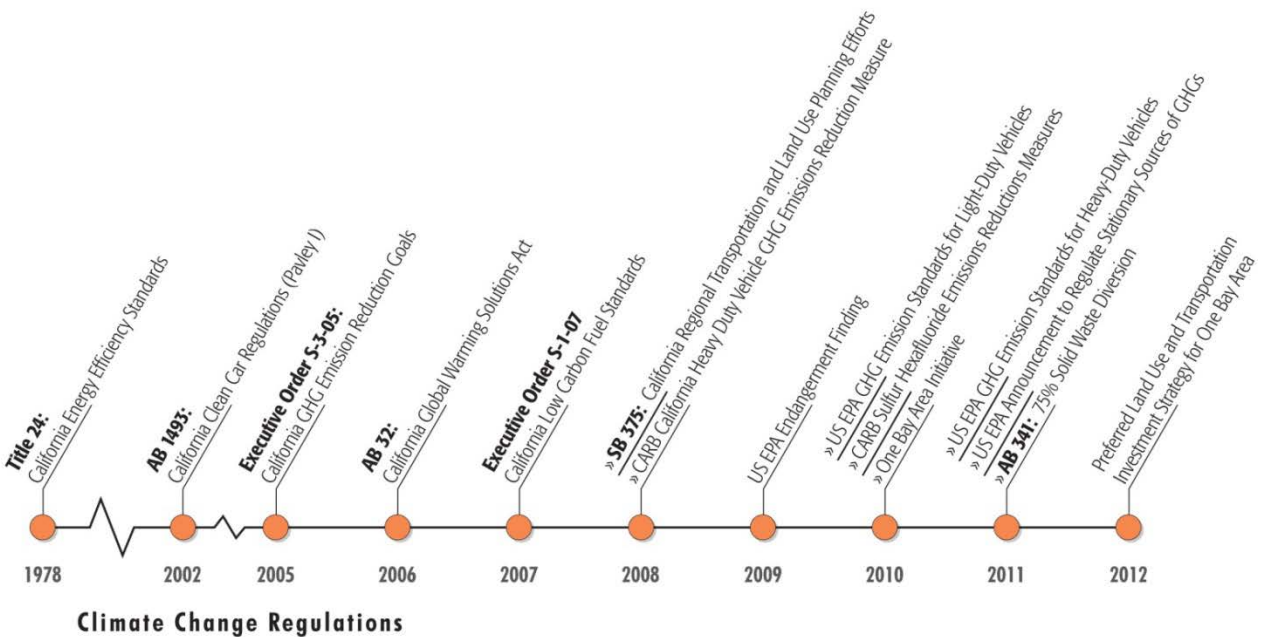 Title 24:
California Energy Efficiency Standards
AB 1493:
California Clean Car Regulations (Pavley I)
Executive Order S-3-05:
California GHG Emission Reduction Goals
AB 32:
California Global Warming Solutions Act
Executive Order S-1-07
California Low Carbon Fuel Standards
» SB 375: California Regional Transportation and Land Use Planning Efforts
» CARB California Heavy Duty Vehicle GHG Emissions Reduction Measure
US EPA Endangerment Finding
» US EPA GHG Emission Standards for Light-Duty Vehicles
» CARB Sulfur Hexafluoride Emissions Reductions Measures
» One Bay Area Initiative
» US EPA GHG Emission Standards for Heavy-Duty Vehicles
» US EPA Announcement to Regulate Stationary Sources of GHGs
» AB 341: 75% Solid Waste Diversion
Preferred Land Use and Transportation
Investment Strategy for One Bay Area
1978 2002 2005 2006 2007 2008 2009 2010 2011 2012
Climate Change Regulations